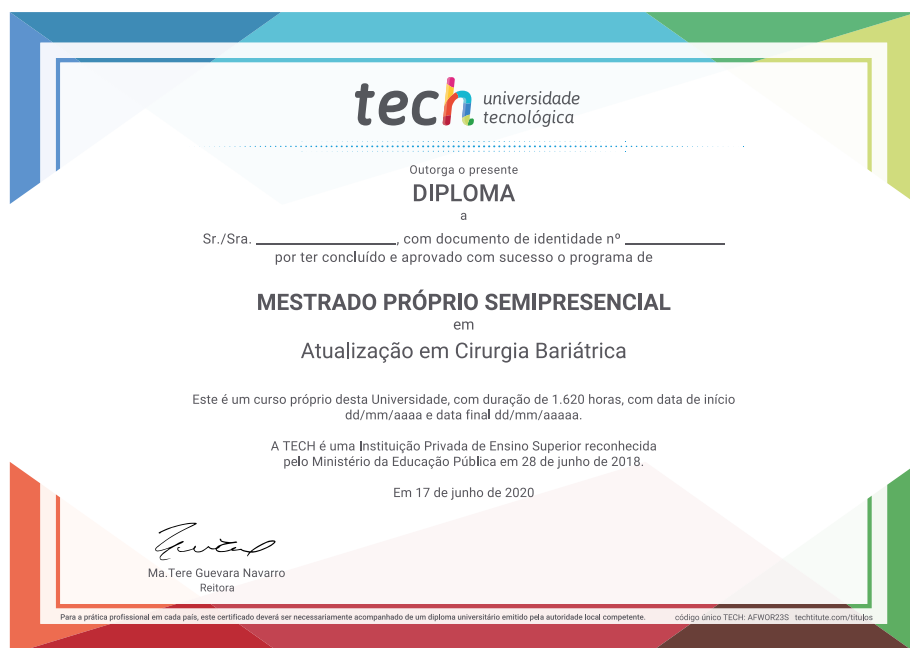 tech universidade
tecnológica
Outorga o presente
DIPLOMA
a
Sr./Sra. ____________________, com documento de identidade nº ______________
por ter concluído e aprovado com sucesso o programa de
MESTRADO PRÓPRIO SEMIPRESENCIAL
em
Atualização em Cirurgia Bariátrica
Este é um curso próprio desta Universidade, com duração de 1.620 horas, com data de início
dd/mm/aaaa e data final dd/mm/aaaaa.
A TECH é uma Instituição Privada de Ensino Superior reconhecida
pelo Ministério da Educação Pública em 28 de junho de 2018.
Em 17 de junho de 2020
Ma.Tere Guevara Navarro
Reitora
Para a prática profissional em cada país, este certificado deverá ser necessariamente acompanhado de um diploma universitário emitido pela autoridade local competente. código único TECH: AFWOR23S techtitute.com/titulos